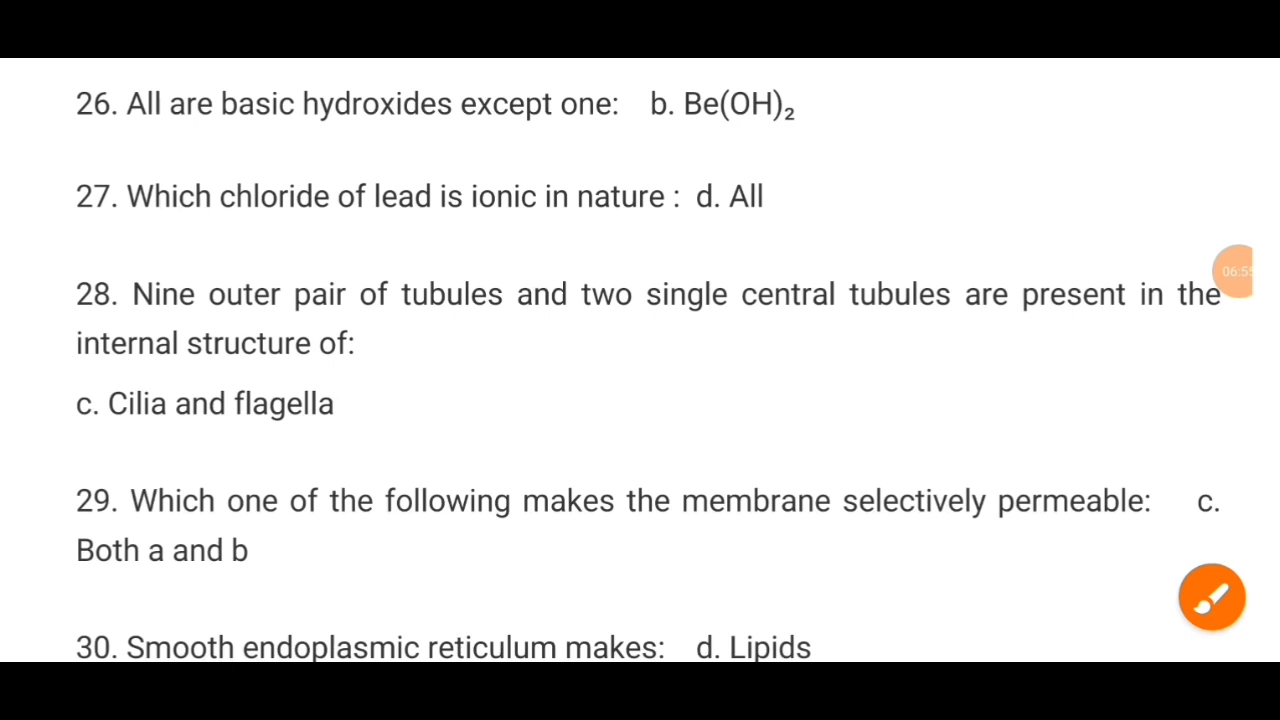 26. All are basic hydroxides except one: b. Be(OH)₂
27. Which chloride of lead is ionic in nature : d. All
28. Nine outer pair of tubules and two single central tubules are present in the
internal structure of:
c. Cilia and flagella
29. Which one of the following makes the membrane selectively permeable: c.
Both a and b
30. Smooth endoplasmic reticulum makes: d. Lipids